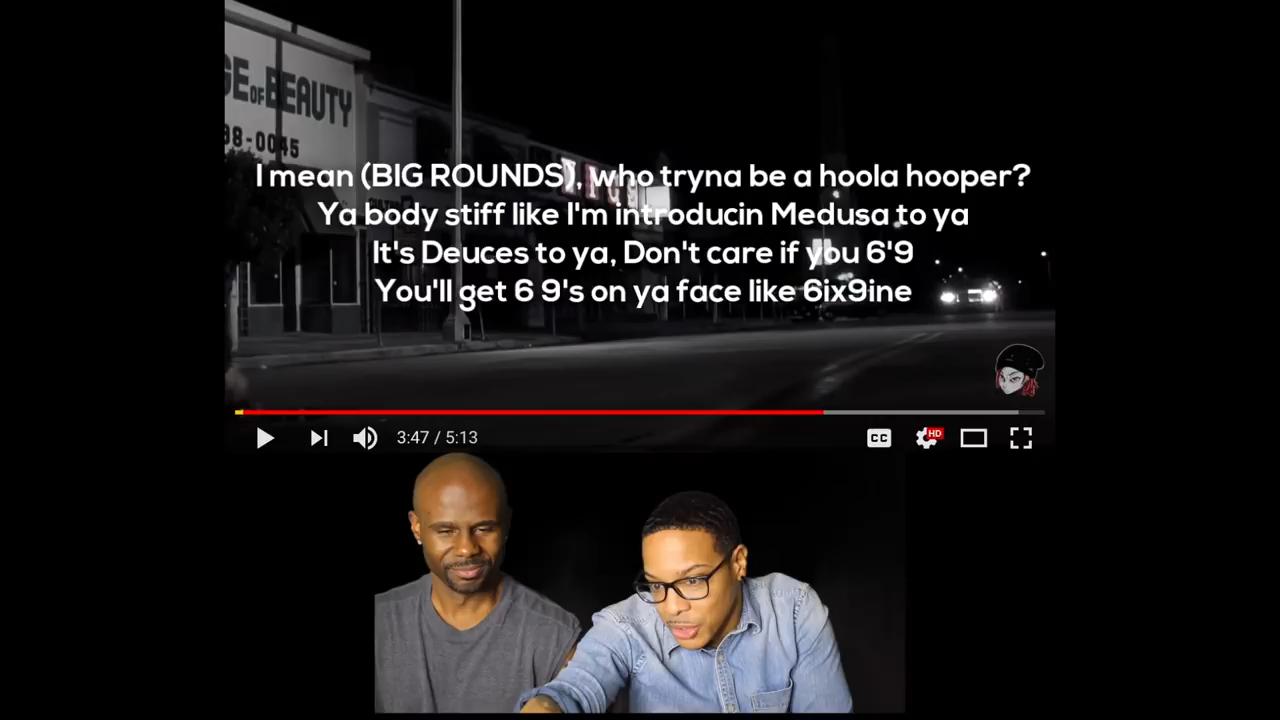 GE OF BEAUTY
98-0045
I mean (BIG ROUNDS), who tryna be a hoola hooper?
Ya body stiff like I'm introducin Medusa to ya
It's Deuces to ya, Don't care if you 6'9
You'll get 6 9's on ya face like 6ix9ine
3:47 / 5:13
CC
HD